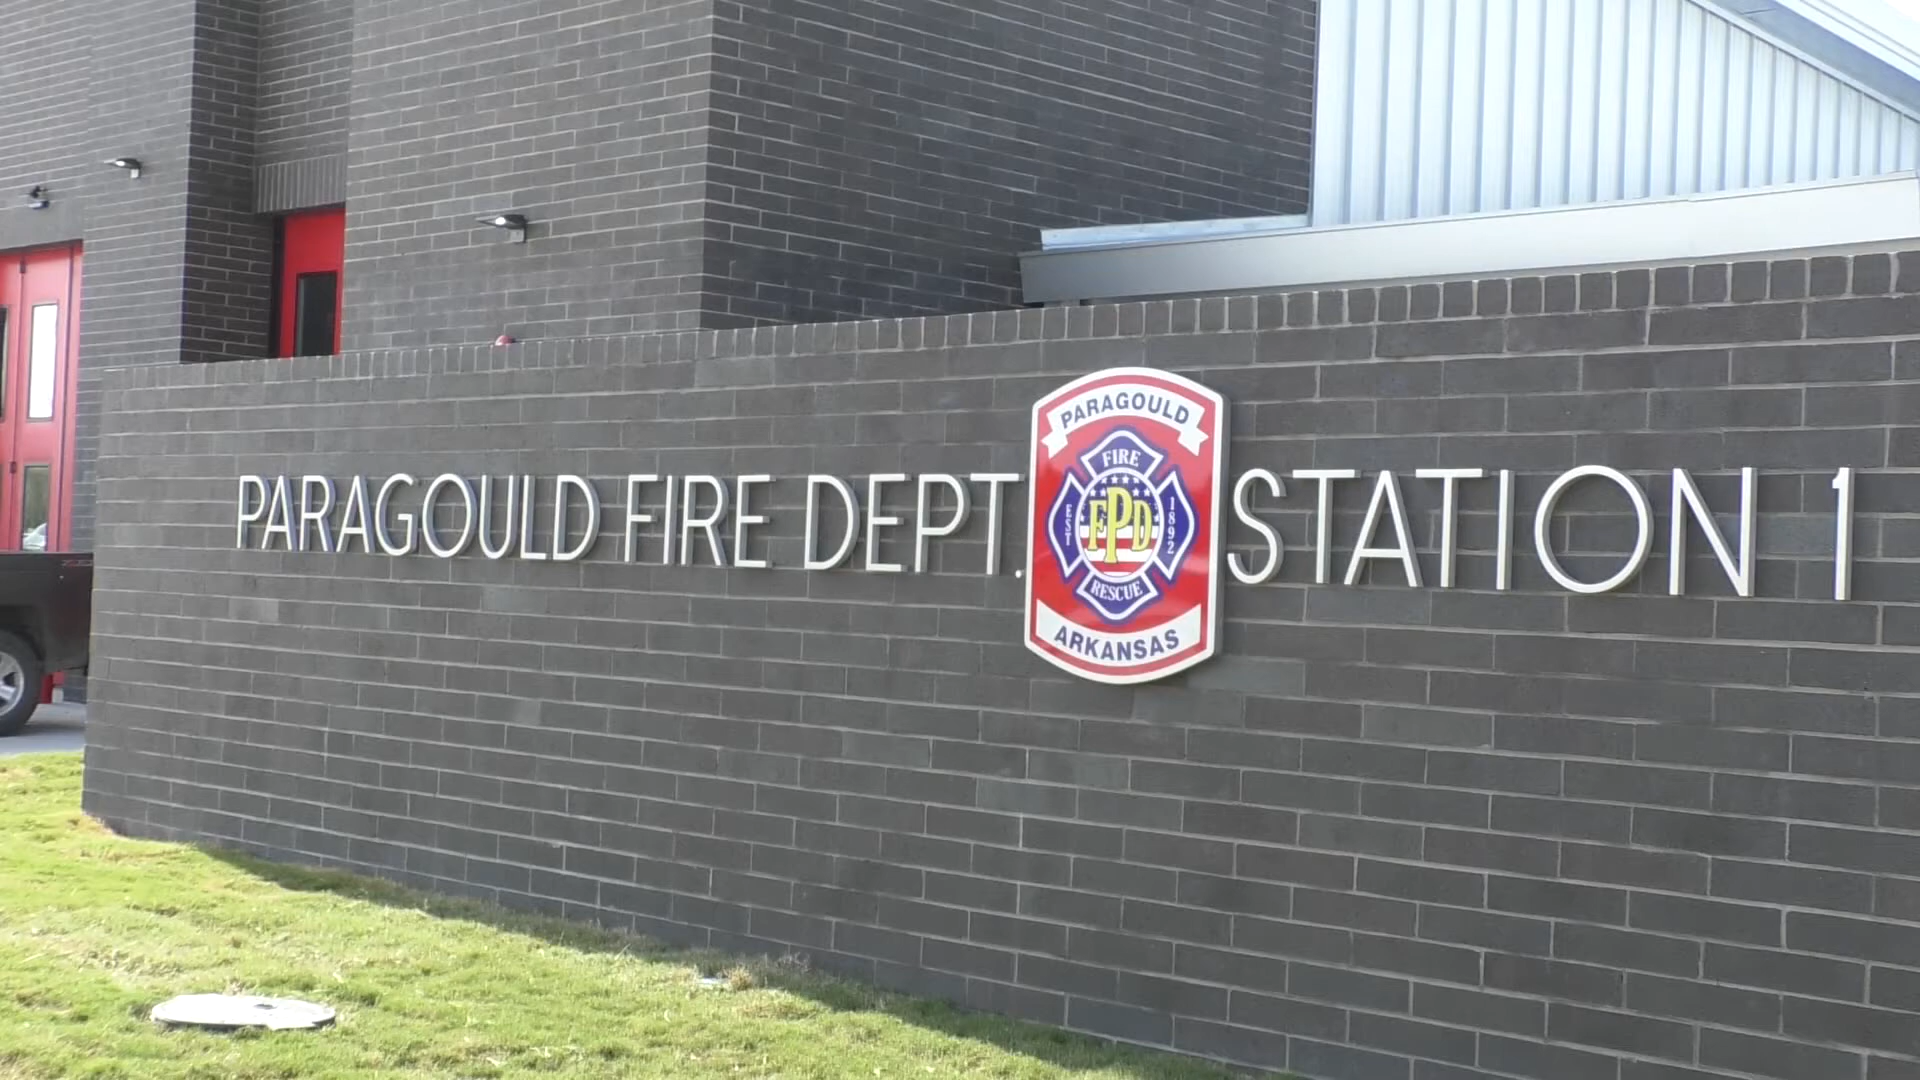 PARAGOULD FIRE DEPT. STATION 1
PARAGOULD
FIRE
EST
FPD
1892
RESCUE
ARKANSAS